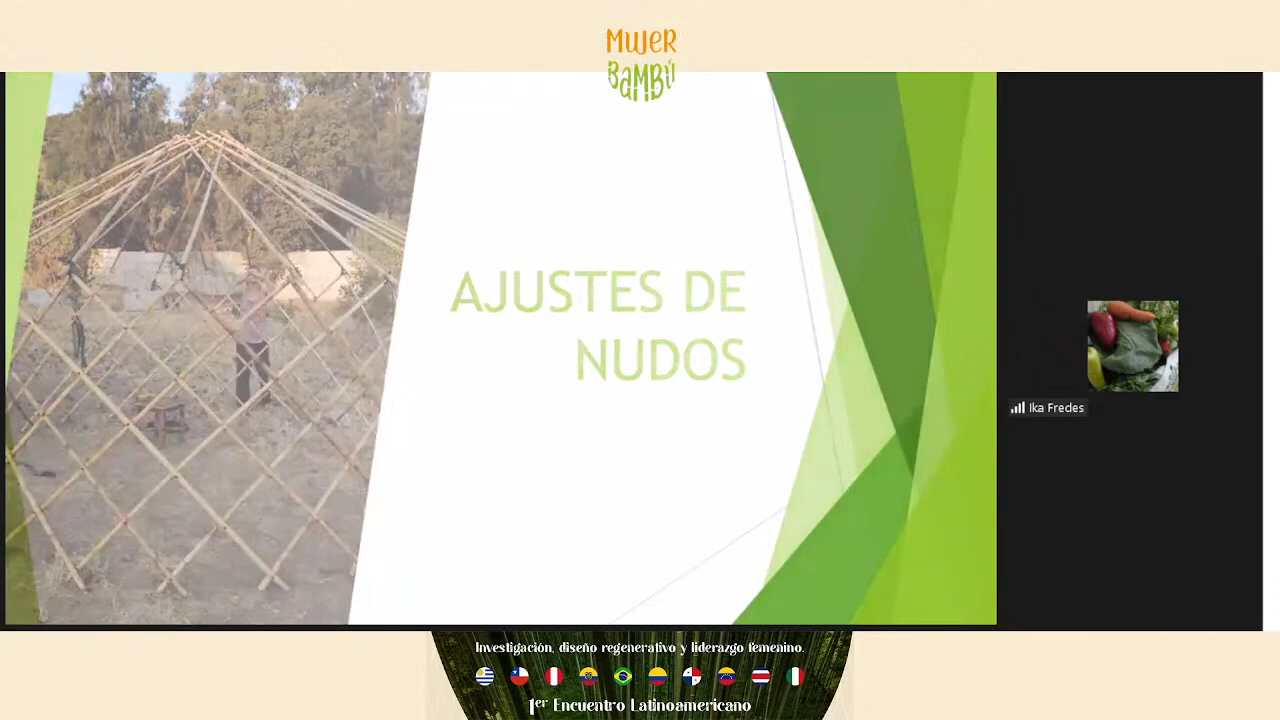 MUJER
BAMBÚ
AJUSTES DE
NUDOS
Ika Fredes
Investigación, diseño regenerativo y liderazgo femenino.
1er Encuentro Latinoamericano